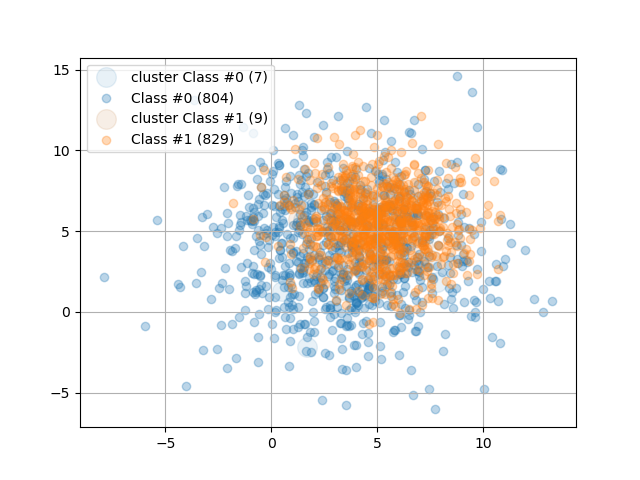 cluster Class #0 (7)
Class #0 (804)
cluster Class #1 (9)
Class #1 (829)
15
10
5
0
−5
−5
0
5
10